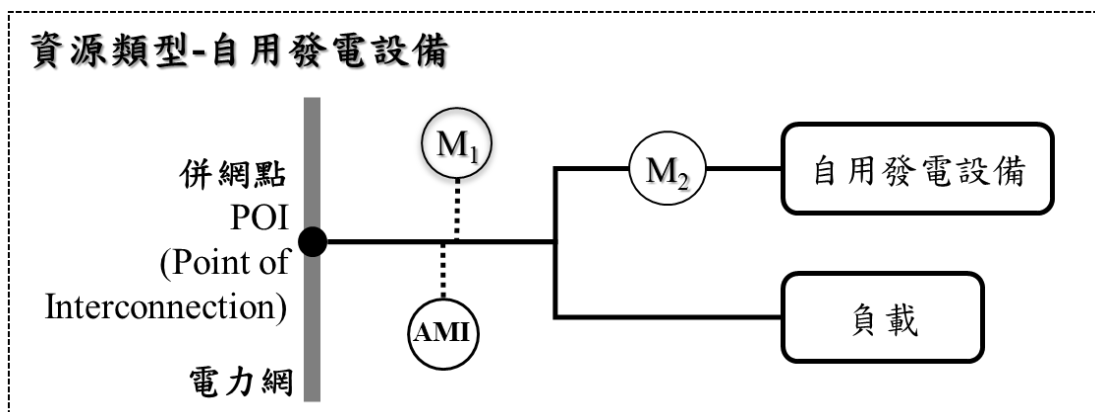 資源類型-自用發電設備
併網點
POI
(Point of
Interconnection)
電力網
M₁
AMI
M₂
自用發電設備
負載